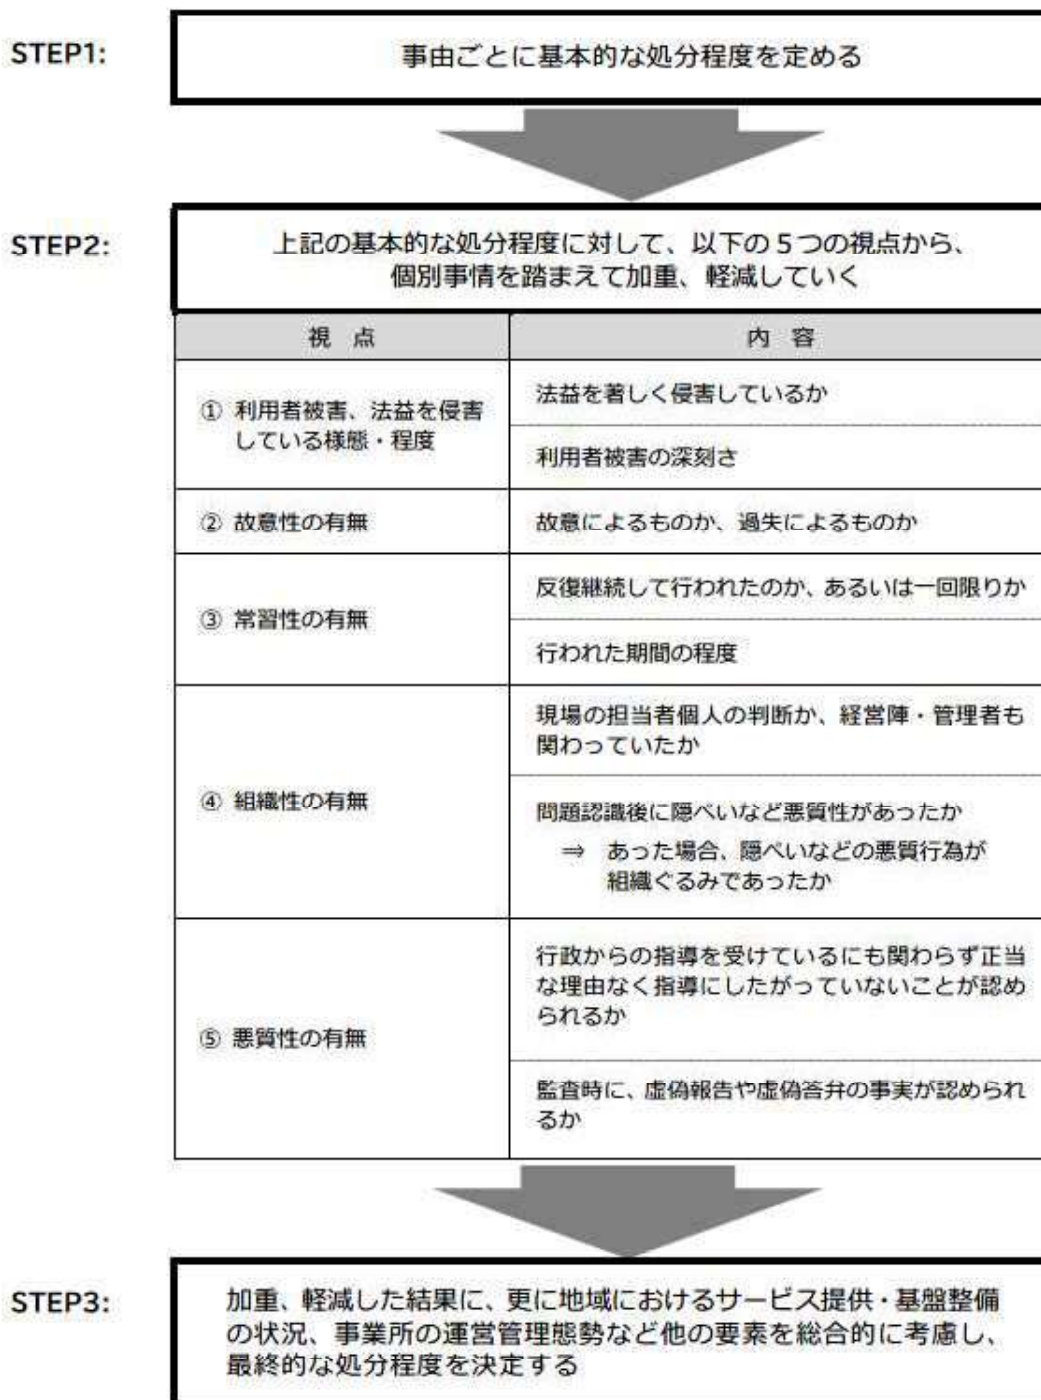 STEP1:
事由ごとに基本的な処分程度を定める
STEP2:
上記の基本的な処分程度に対して、以下の5つの視点から、
個別事情を踏まえて加重、軽減していく
視 点
内 容
① 利用者被害、法益を侵害
している様態・程度
法益を著しく侵害しているか
利用者被害の深刻さ
② 故意性の有無
故意によるものか、過失によるものか
③ 常習性の有無
反復継続して行われたのか、あるいは一回限りか
行われた期間の程度
④ 組織性の有無
現場の担当者個人の判断か、経営陣・管理者も
関わっていたか
問題認識後に隠ぺいなど悪質性があったか
⇒ あった場合、隠ぺいなどの悪質行為が
組織ぐるみであったか
⑤ 悪質性の有無
行政からの指導を受けているにも関わらず正当
な理由なく指導にしたがっていないことが認め
られるか
監査時に、虚偽報告や虚偽答弁の事実が認められ
るか
STEP3:
加重、軽減した結果に、更に地域におけるサービス提供・基盤整備
の状況、事業所の運営管理態勢など他の要素を総合的に考慮し、
最終的な処分程度を決定する